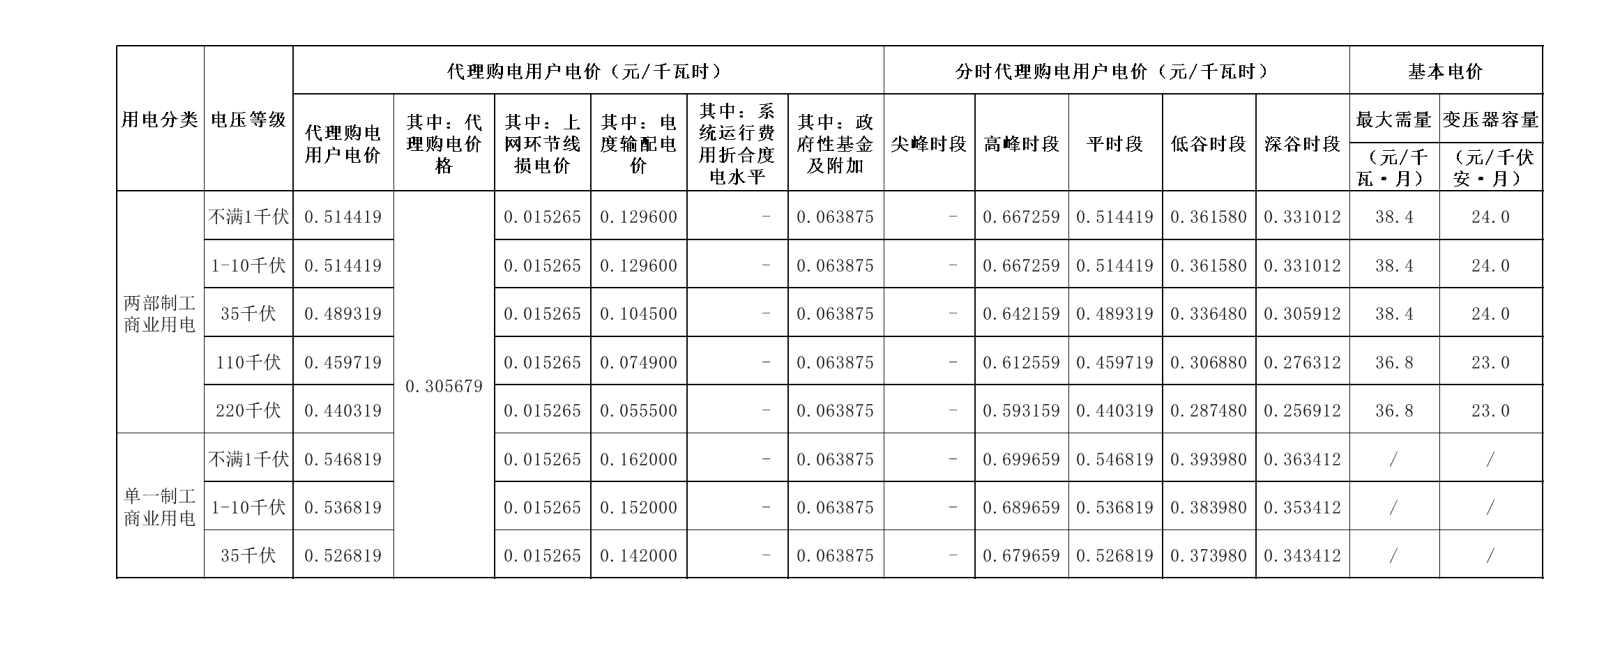 代理购电用户电价（元/千瓦时） 分时代理购电用户电价（元/千瓦时） 基本电价
用电分类 电压等级 代理购电 其中：代 其中：上 其中：电 其中：系 其中：政 尖峰时段 高峰时段 平时段 低谷时段 深谷时段 最大需量 变压器容量
用户电价 理购电价 网环节线 度输配电 统运行费 府性基金 （元/千 （元/千伏
格 损电价 价 用折合度 及附加 瓦·月） 安·月）
电水平
两部制工
商业用电
不满1千伏 0.514419 0.305679 0.015265 0.129600 - 0.063875 - 0.667259 0.514419 0.361580 0.331012 38.4 24.0
1-10千伏 0.514419 0.015265 0.129600 - 0.063875 - 0.667259 0.514419 0.361580 0.331012 38.4 24.0
35千伏 0.489319 0.015265 0.104500 - 0.063875 - 0.642159 0.489319 0.336480 0.305912 38.4 24.0
110千伏 0.459719 0.015265 0.074900 - 0.063875 - 0.612559 0.459719 0.306880 0.276312 36.8 23.0
220千伏 0.440319 0.015265 0.055500 - 0.063875 - 0.593159 0.440319 0.287480 0.256912 36.8 23.0
单一制工
商业用电
不满1千伏 0.546819 0.015265 0.162000 - 0.063875 - 0.699659 0.546819 0.393980 0.363412 / /
1-10千伏 0.536819 0.015265 0.152000 - 0.063875 - 0.689659 0.536819 0.383980 0.353412 / /
35千伏 0.526819 0.015265 0.142000 - 0.063875 - 0.679659 0.526819 0.373980 0.343412 / /